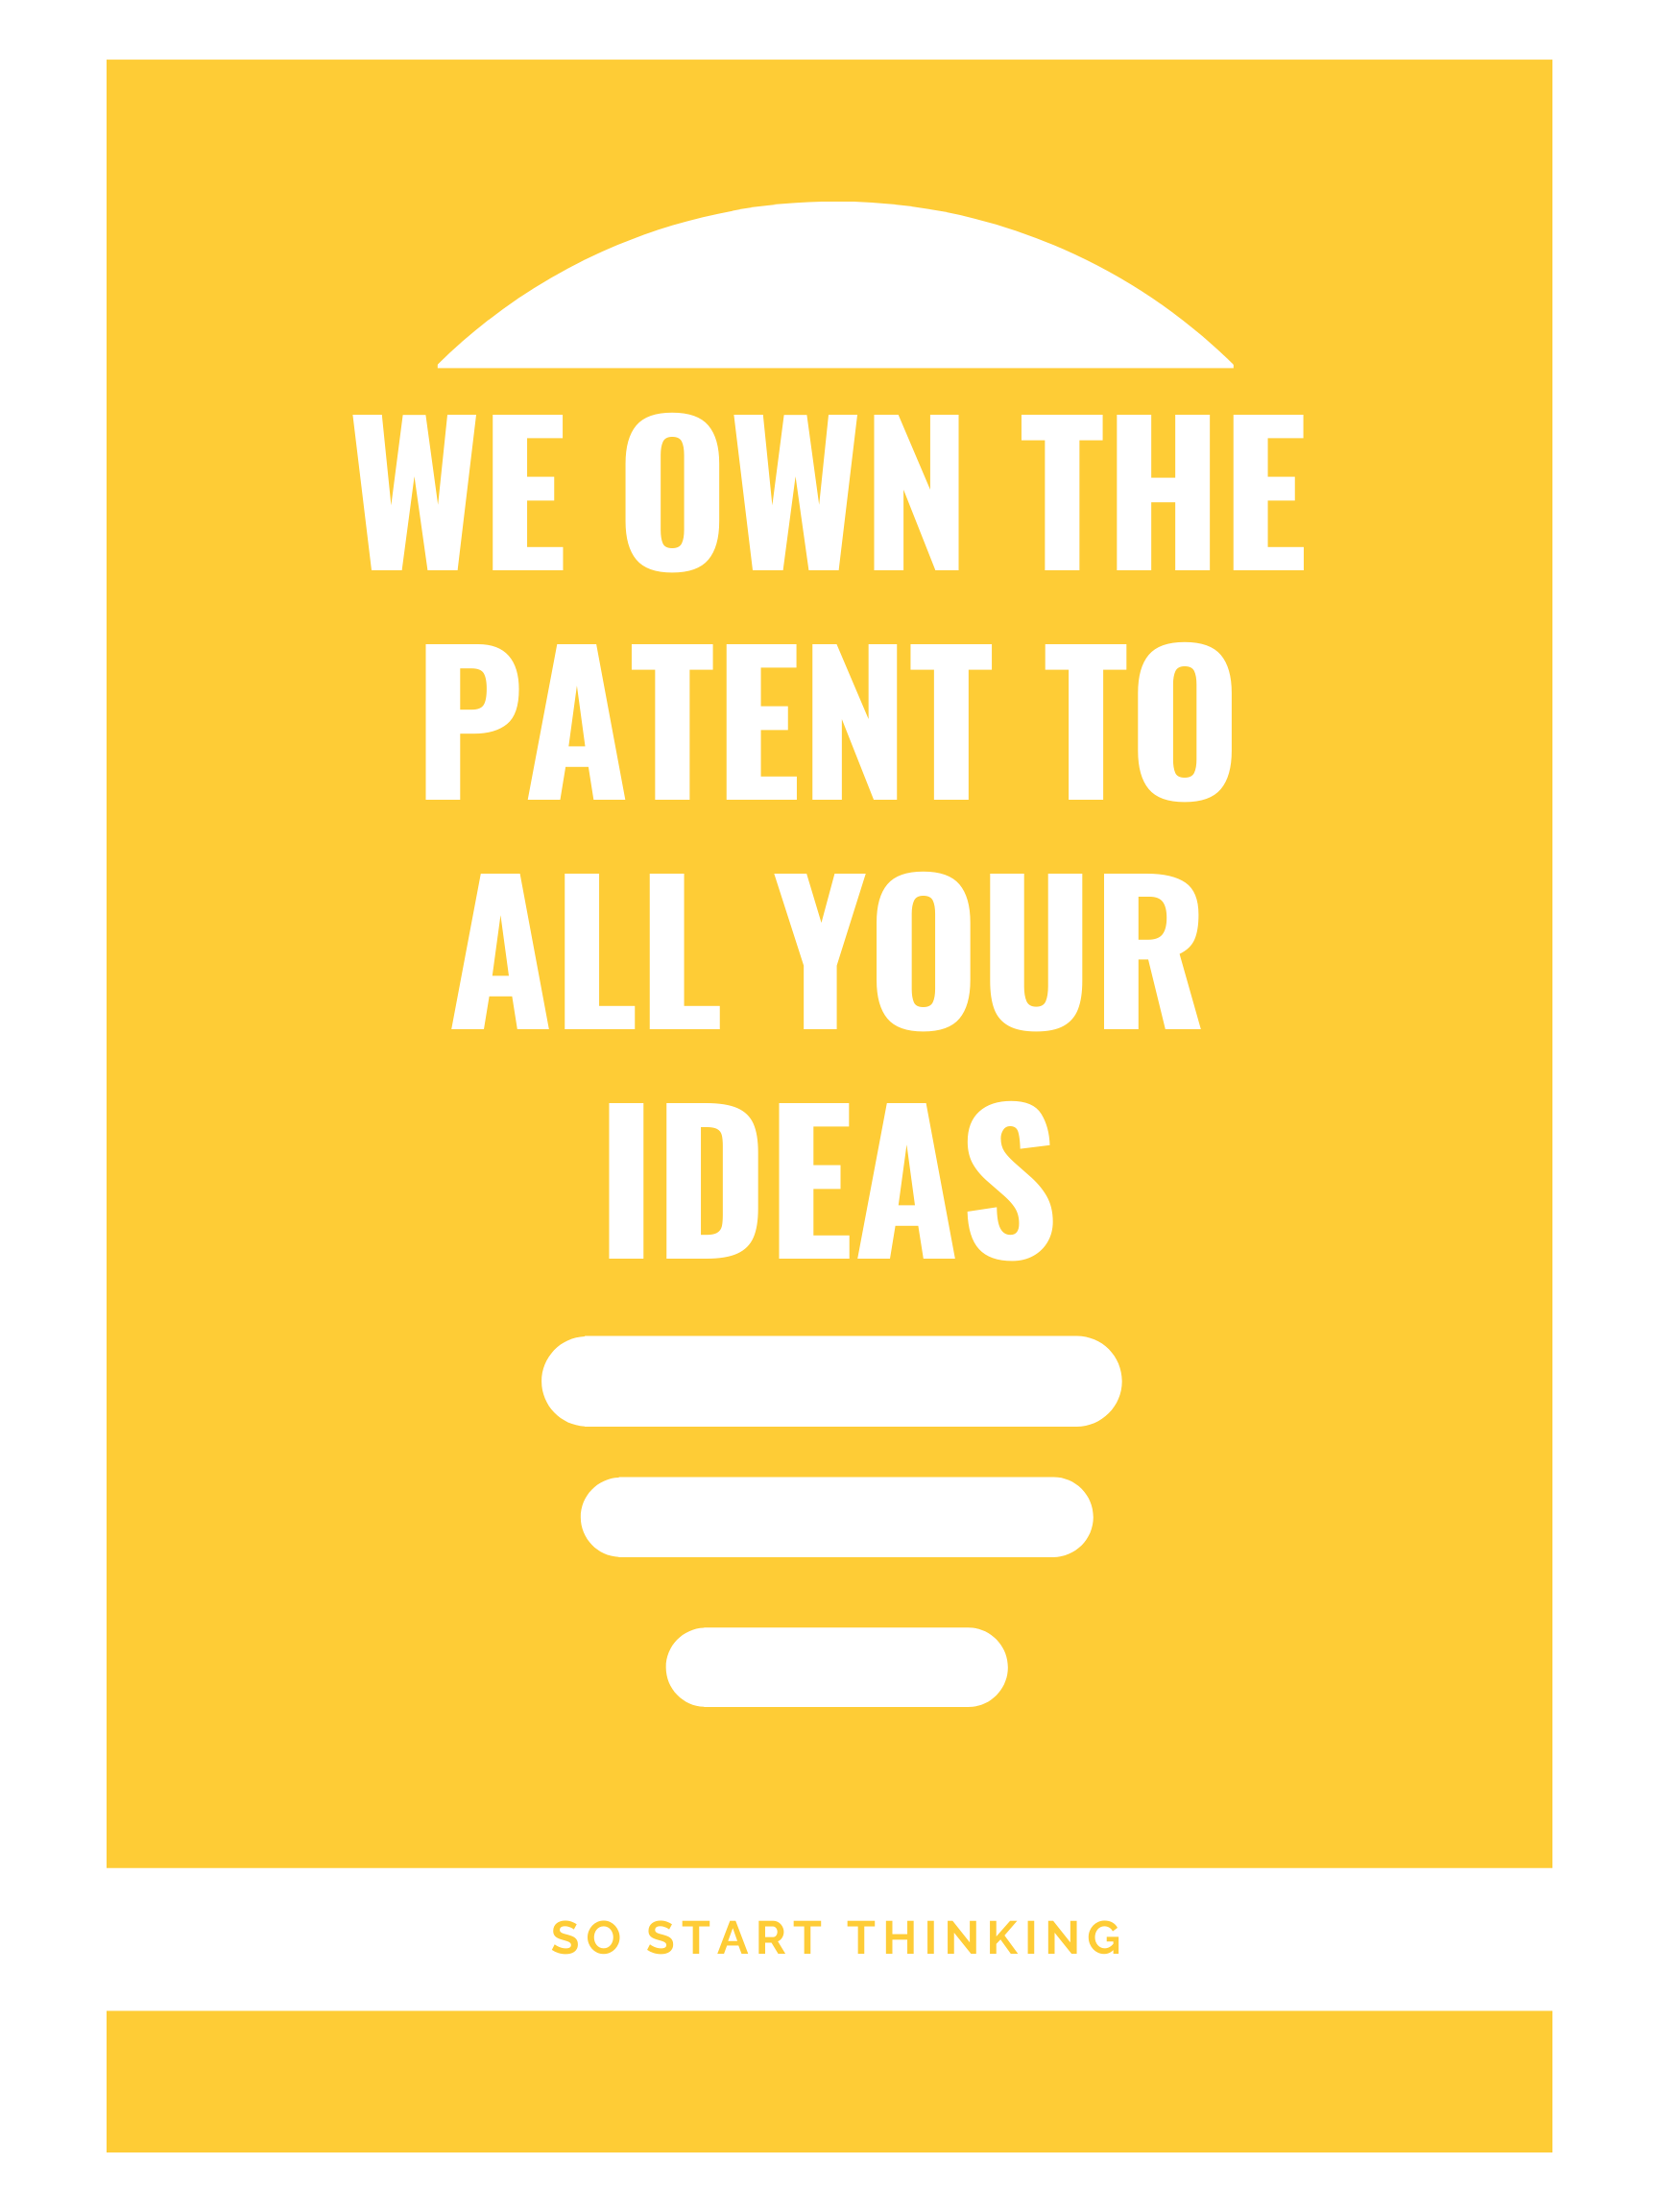 WE OWN THE
PATENT TO
ALL YOUR
IDEAS
SO START THINKING